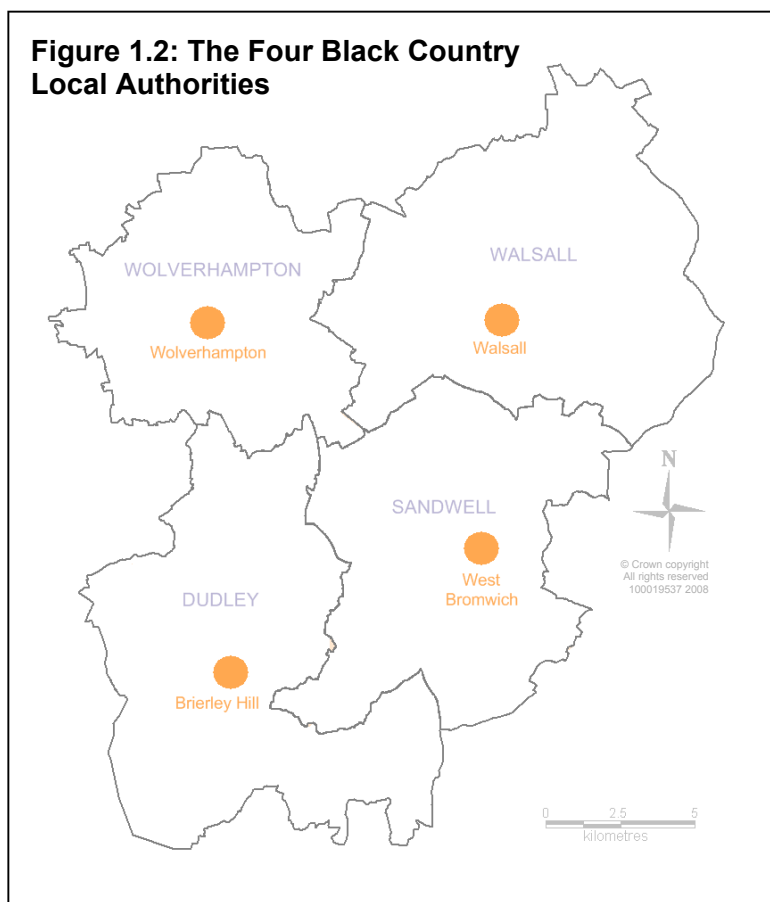 Figure 1.2: The Four Black Country
Local Authorities
WOLVERHAMPTON
Wolverhampton
WALSALL
Walsall
N
SANDWELL
West
Bromwich
© Crown copyright
All rights reserved
100019537 2008
DUDLEY
Brierley Hill
0 2.5 5
kilometres